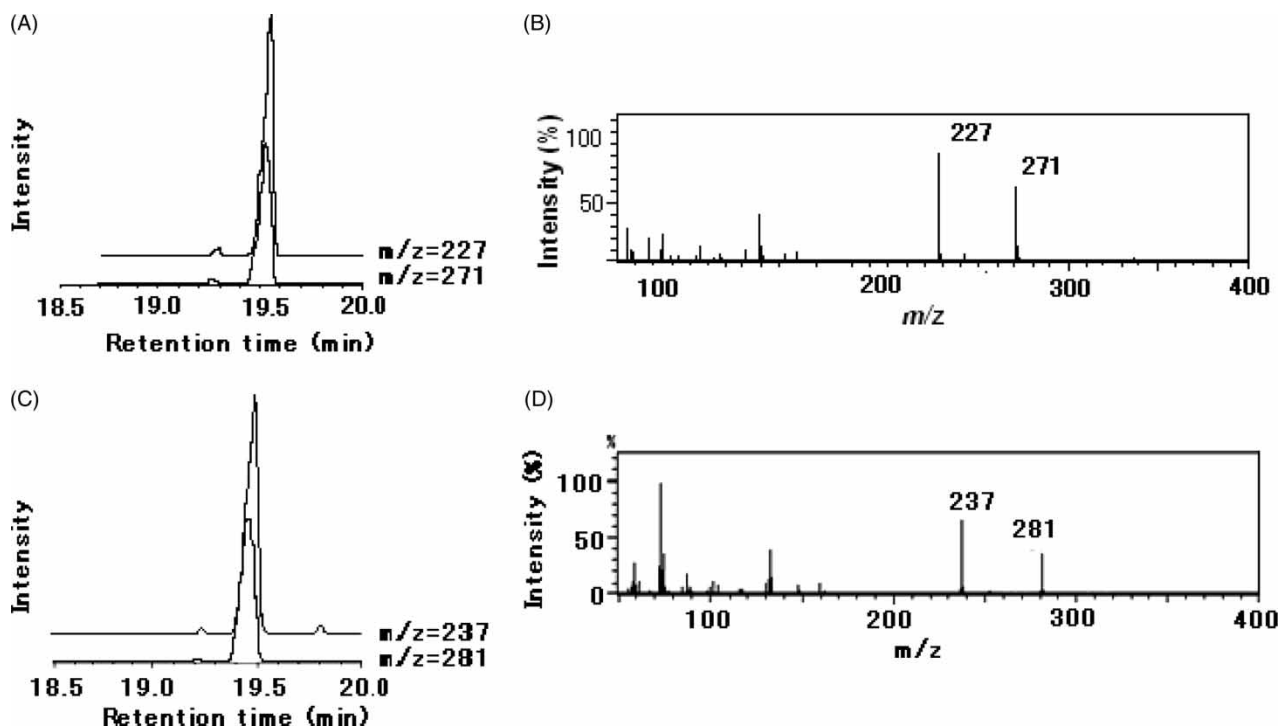 (A)
Intensity
m/z=227
m/z=271
18.5 19.0 19.5 20.0
Retention time (min)
(B)
Intensity (%)
100
50
227
271
100 200 300 400
m/z
(C)
Intensity
m/z=237
m/z=281
18.5 19.0 19.5 20.0
Retention time (min)
(D)
%
Intensity (%)
100
50
0
237
281
100 200 300 400
m/z